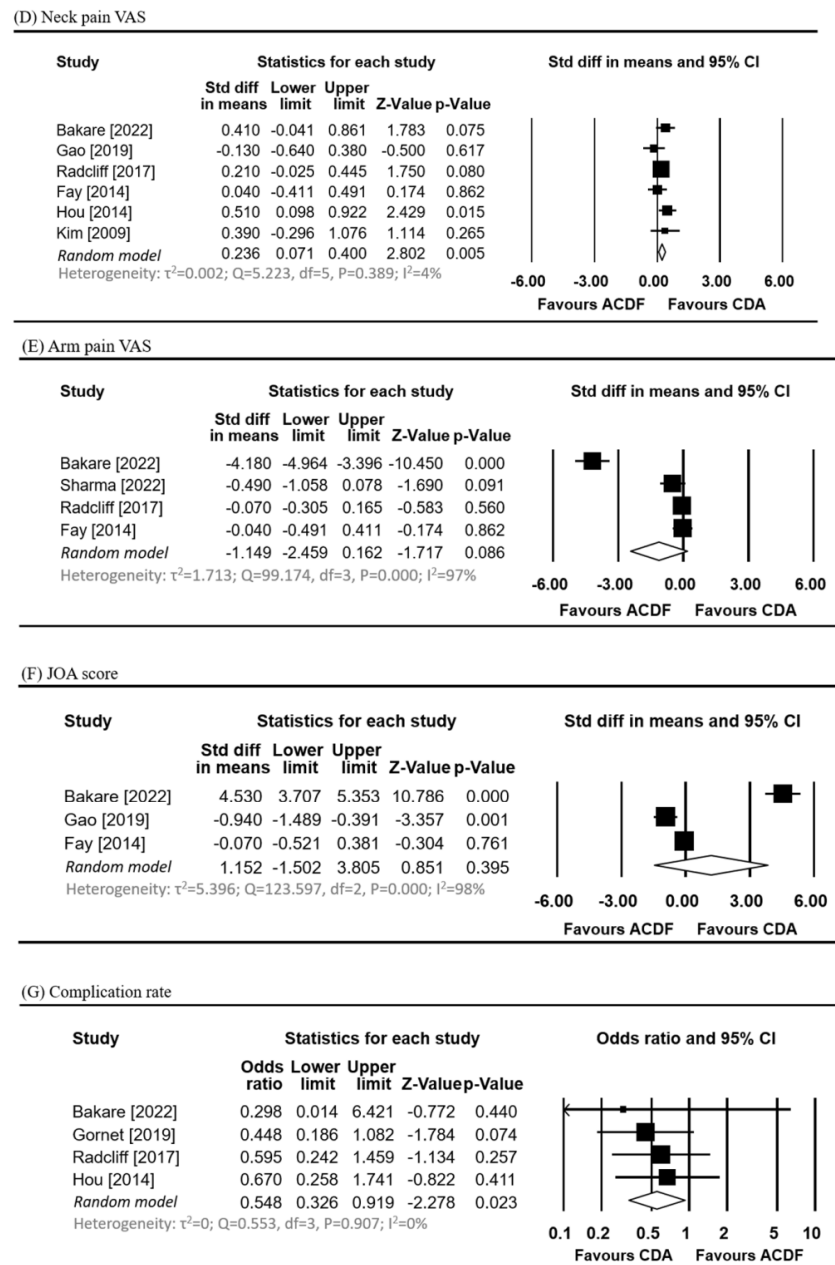 (D) Neck pain VAS
Study Statistics for each study Std diff in means and 95% CI
Std diff Lower Upper
in means limit limit Z-Value p-Value
Bakare [2022] 0.410 -0.041 0.861 1.783 0.075
Gao [2019] -0.130 -0.640 0.380 -0.500 0.617
Radcliff [2017] 0.210 -0.025 0.445 1.750 0.080
Fay [2014] 0.040 -0.411 0.491 0.174 0.862
Hou [2014] 0.510 0.098 0.922 2.429 0.015
Kim [2009] 0.390 -0.296 1.076 1.114 0.265
Random model 0.236 0.071 0.400 2.802 0.005
Heterogeneity: τ²=0.002; Q=5.223, df=5, P=0.389; I²=4%
-6.00 -3.00 0.00 3.00 6.00
Favours ACDF Favours CDA
(E) Arm pain VAS
Study Statistics for each study Std diff in means and 95% CI
Std diff Lower Upper
in means limit limit Z-Value p-Value
Bakare [2022] -4.180 -4.964 -3.396 -10.450 0.000
Sharma [2022] -0.490 -1.058 0.078 -1.690 0.091
Radcliff [2017] -0.070 -0.305 0.165 -0.583 0.560
Fay [2014] -0.040 -0.491 0.411 -0.174 0.862
Random model -1.149 -2.459 0.162 -1.717 0.086
Heterogeneity: τ²=1.713; Q=99.174, df=3, P=0.000; I²=97%
-6.00 -3.00 0.00 3.00 6.00
Favours ACDF Favours CDA
(F) JOA score
Study Statistics for each study Std diff in means and 95% CI
Std diff Lower Upper
in means limit limit Z-Value p-Value
Bakare [2022] 4.530 3.707 5.353 10.786 0.000
Gao [2019] -0.940 -1.489 -0.391 -3.357 0.001
Fay [2014] -0.070 -0.521 0.381 -0.304 0.761
Random model 1.152 -1.502 3.805 0.851 0.395
Heterogeneity: τ²=5.396; Q=123.597, df=2, P=0.000; I²=98%
-6.00 -3.00 0.00 3.00 6.00
Favours ACDF Favours CDA
(G) Complication rate
Study Statistics for each study Odds ratio and 95% CI
Odds Lower Upper
ratio limit limit Z-Value p-Value
Bakare [2022] 0.298 0.014 6.421 -0.772 0.440
Gornet [2019] 0.448 0.186 1.082 -1.784 0.074
Radcliff [2017] 0.595 0.242 1.459 -1.134 0.257
Hou [2014] 0.670 0.258 1.741 -0.822 0.411
Random model 0.548 0.326 0.919 -2.278 0.023
Heterogeneity: τ²=0; Q=0.553, df=3, P=0.907; I²=0%
0.1 0.2 0.5 1 2 5 10
Favours CDA Favours ACDF